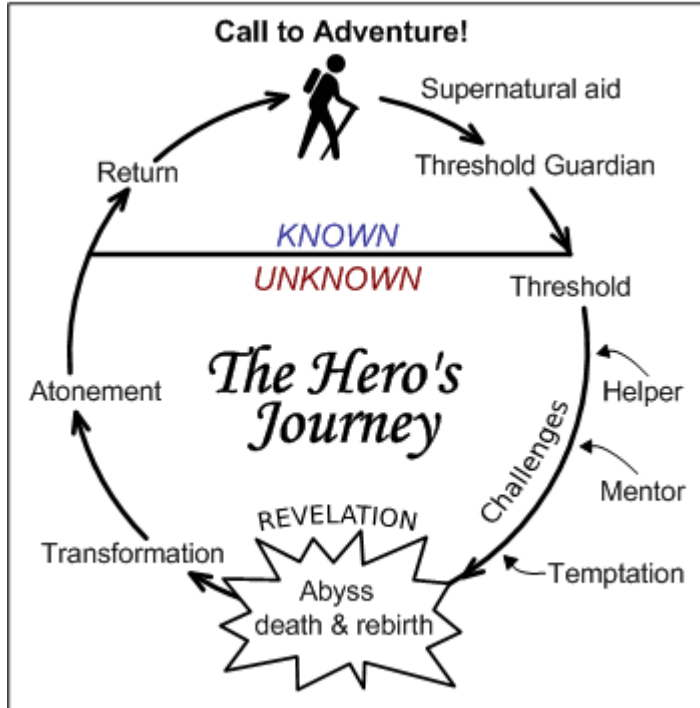 Call to Adventure!
Supernatural aid
Threshold Guardian
Return
KNOWN
UNKNOWN
Threshold
The Hero's
Journey
Helper
Challenges
Mentor
Temptation
Atonement
REVELATION
Abyss
death & rebirth
Transformation